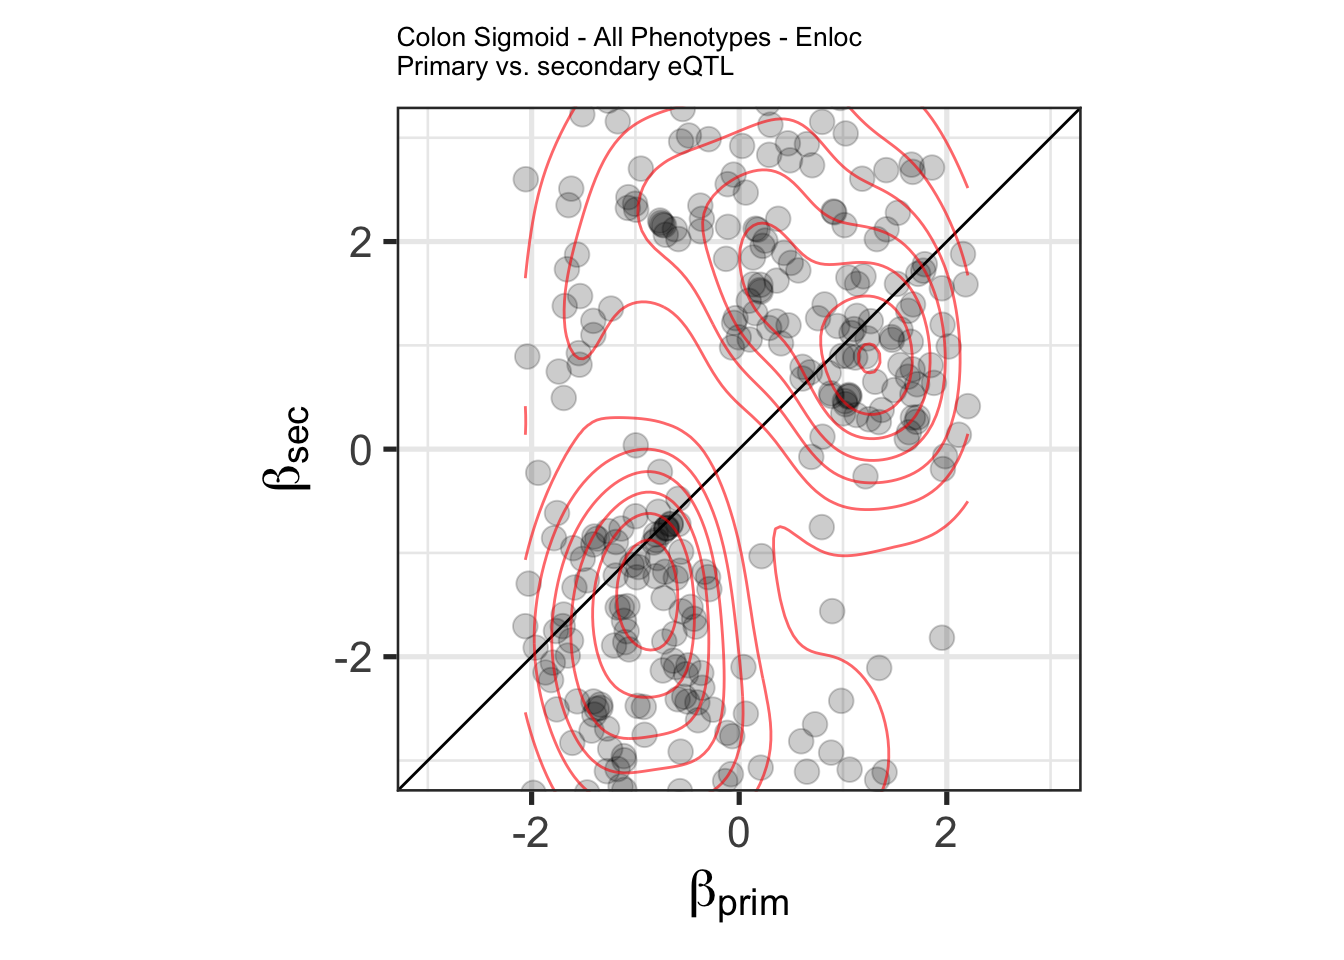 Colon Sigmoid - All Phenotypes - Enloc
Primary vs. secondary eQTL
2
0
-2
βsec
-2
0
2
βprim